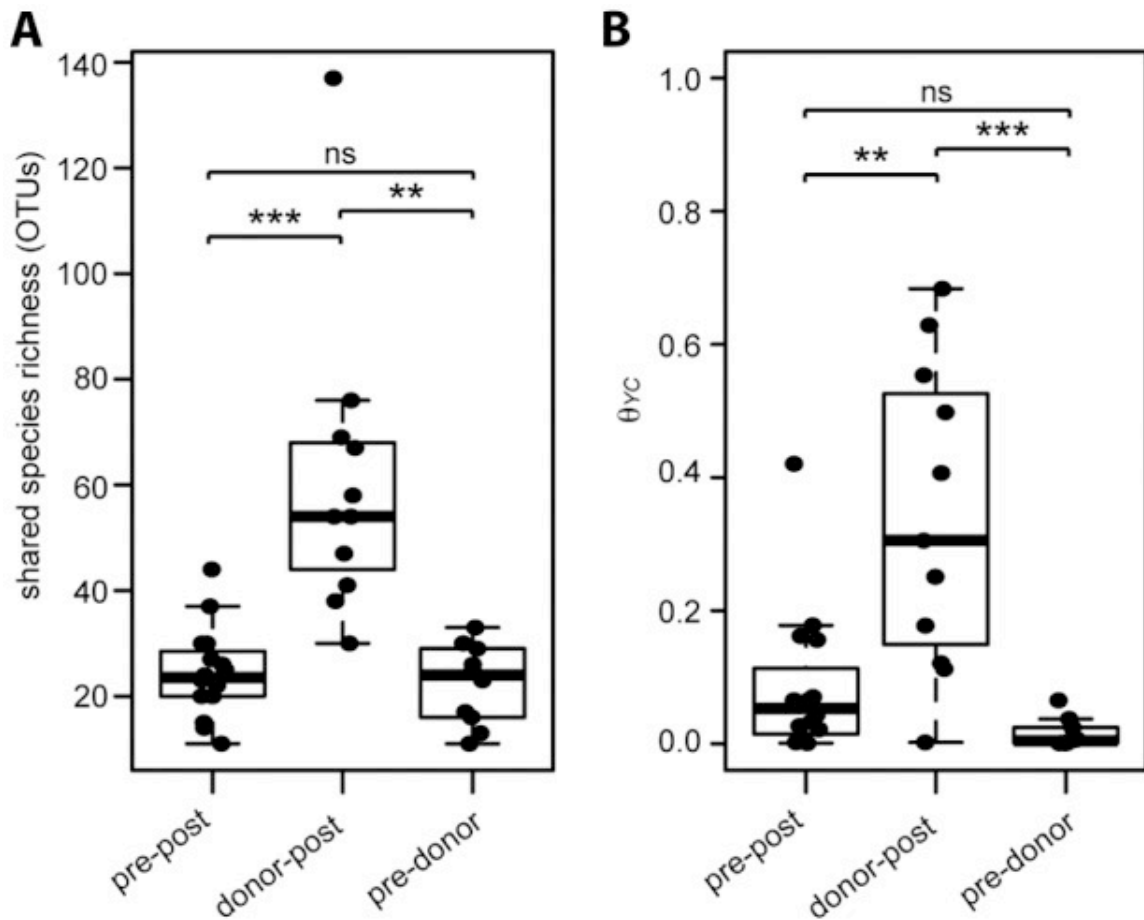 A
shared species richness (OTUs)
140
120
100
80
60
40
20
ns
***
**
pre-post
donor-post
pre-donor
B
θYC
1.0
0.8
0.6
0.4
0.2
0.0
ns
**
***
pre-post
donor-post
pre-donor